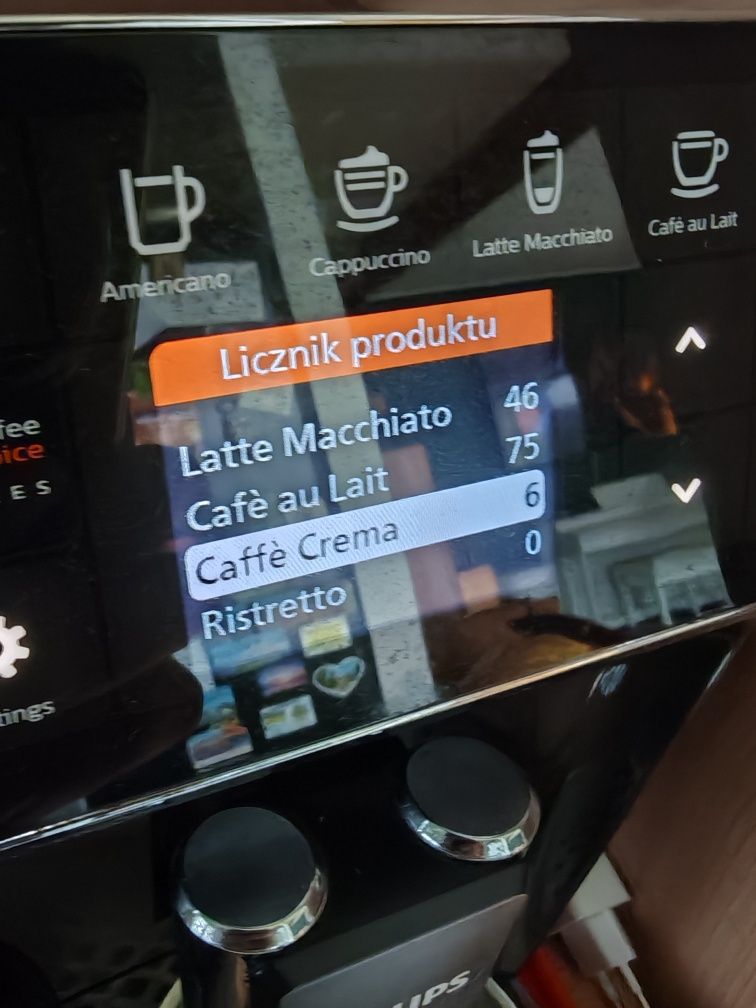 Americano
Cappuccino
Latte Macchiato
Café au Lait
Licznik produktu
Latte Macchiato 46
Cafè au Lait 75
Caffè Crema 6
Ristretto 0